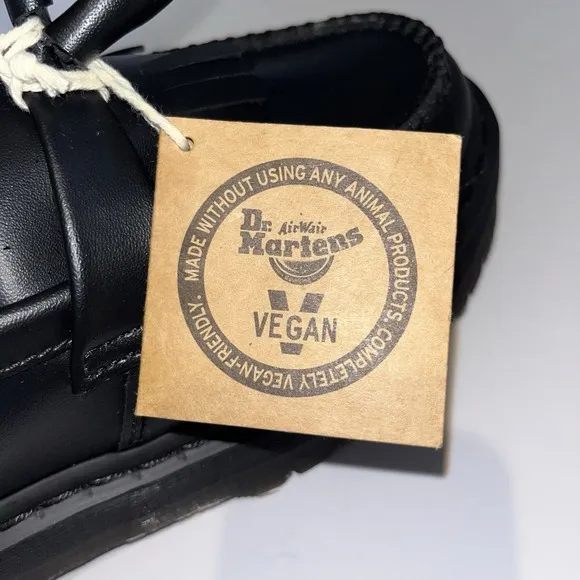 MADE WITHOUT USING ANY ANIMAL PRODUCTS. COMPLETELY VEGAN-FRIENDLY.
Dr. AirWair
Martens
V
VEGAN